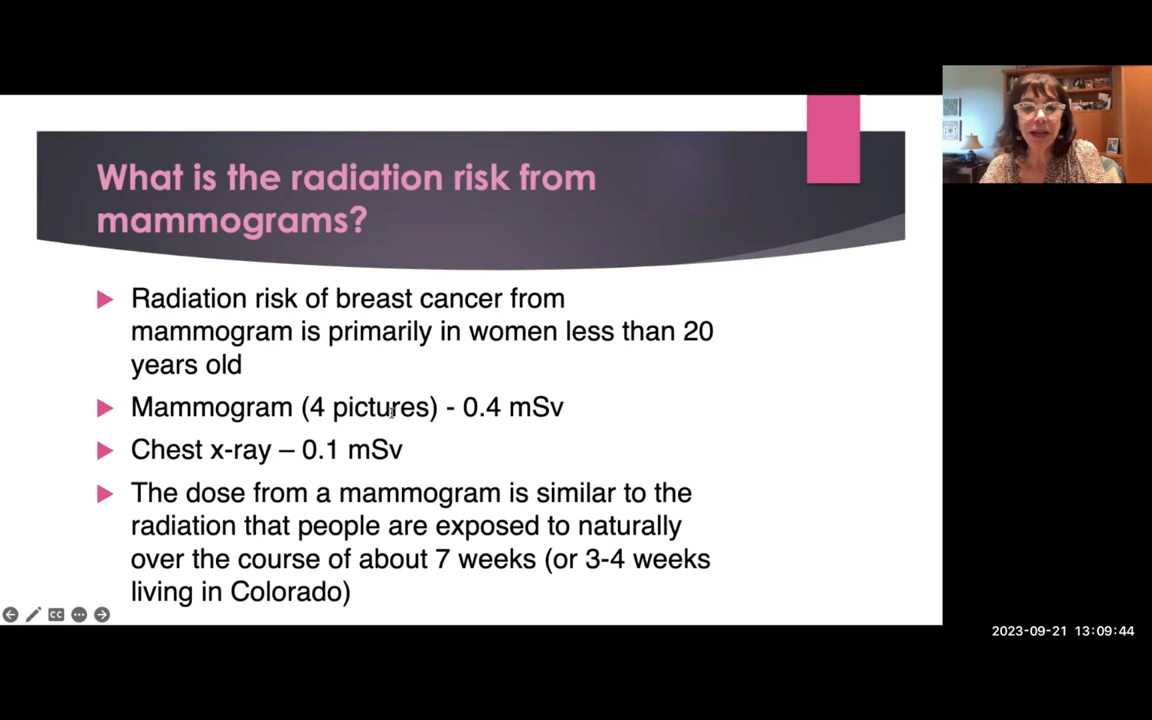 What is the radiation risk from
mammograms?
Radiation risk of breast cancer from
mammogram is primarily in women less than 20
years old
Mammogram (4 pictures) - 0.4 mSv
Chest x-ray – 0.1 mSv
The dose from a mammogram is similar to the
radiation that people are exposed to naturally
over the course of about 7 weeks (or 3-4 weeks
living in Colorado)
CC
2023-09-21 13:09:44